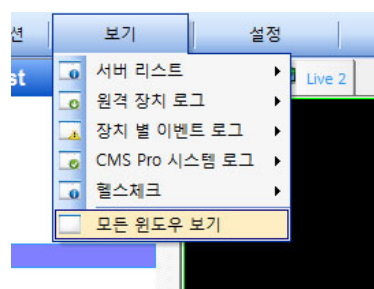 션 보기 설정
st
Live 2
서버 리스트
원격 장치 로그
장치 별 이벤트 로그
CMS Pro 시스템 로그
헬스체크
모든 윈도우 보기